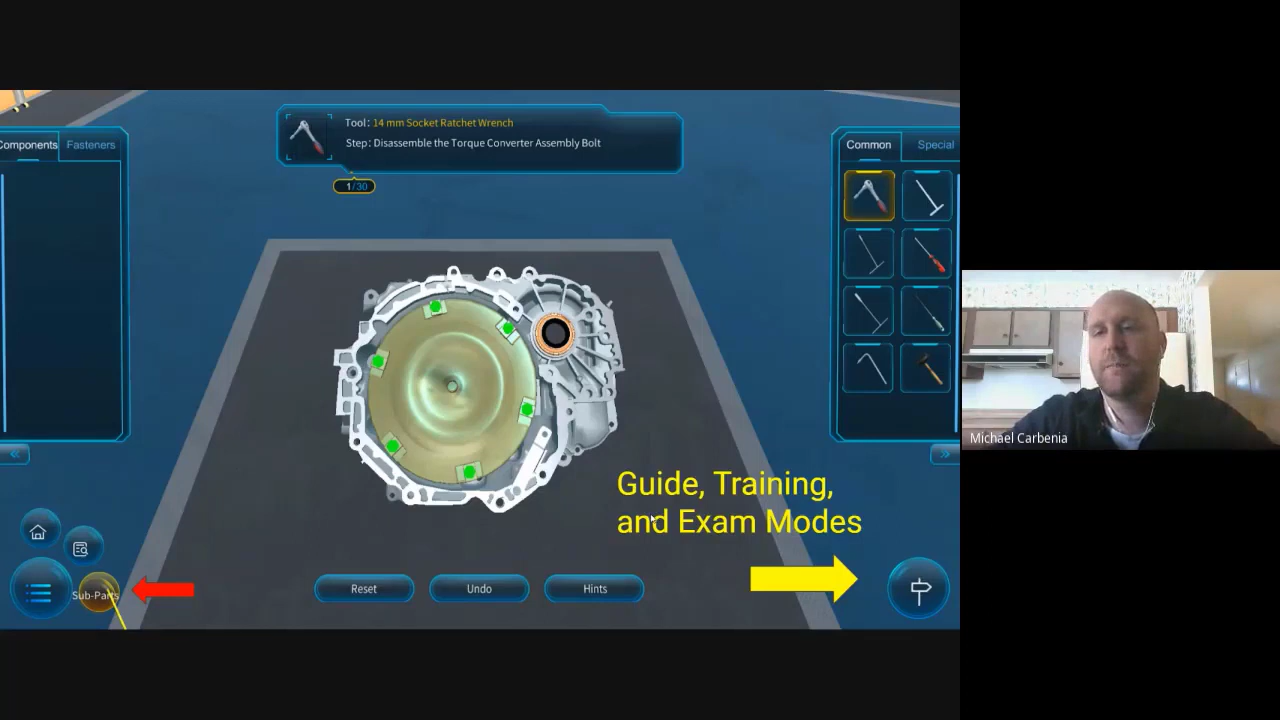 Tool: 14 mm Socket Ratchet Wrench
Step: Disassemble the Torque Converter Assembly Bolt
1/30
Components Fasteners
Common Special
Guide, Training,
and Exam Modes
Sub-Parts
Reset Undo Hints
Michael Carbenia